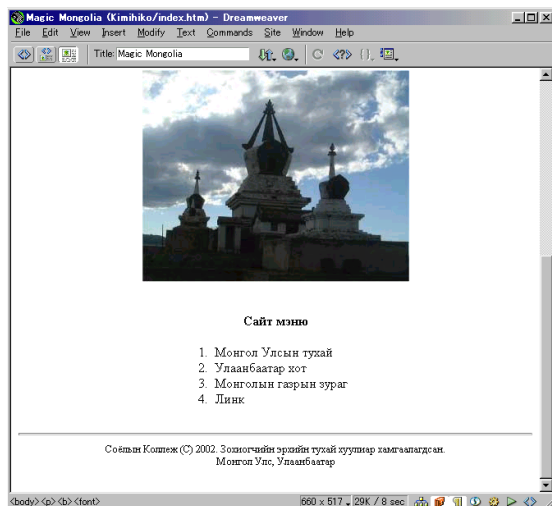 Magic Mongolia (Kimihiko/index.htm) - Dreamweaver
File Edit View Insert Modify Text Commands Site Window Help
Title: Magic Mongolia
Сайт мэню
1. Монгол Улсын тухай
2. Улаанбаатар хот
3. Монголын газрын зураг
4. Линк
Соёлын Коллеж (C) 2002. Зохиогчийн эрхийн тухай хуулиар хамгаалагдсан.
Монгол Улс, Улаанбаатар
<body> <p> <b> <font> 660 x 517 29K / 8 sec